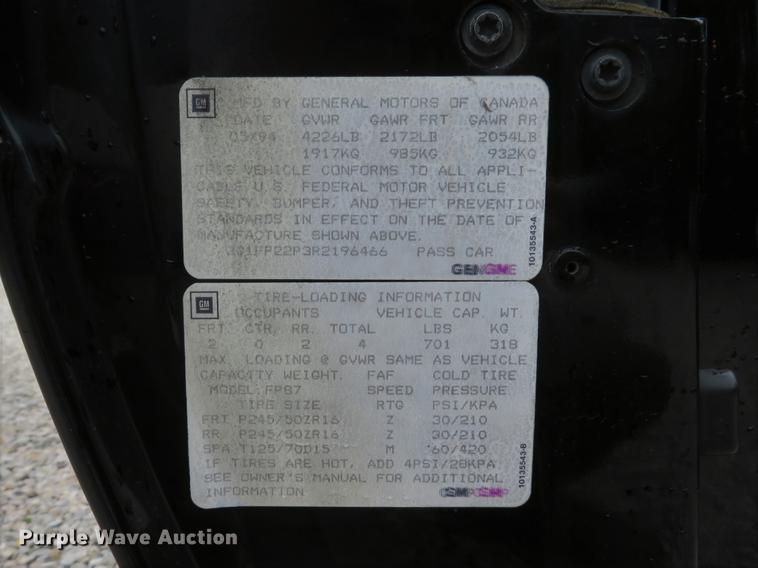 GM
MFD BY GENERAL MOTORS OF CANADA
DATE GVWR GAWR FRT GAWR RR
03/94 4226LB 2172LB 2054LB
1917KG 985KG 932KG
THIS VEHICLE CONFORMS TO ALL APPLI-
CABLE U.S. FEDERAL MOTOR VEHICLE
SAFETY, BUMPER, AND THEFT PREVENTION
STANDARDS IN EFFECT ON THE DATE OF
MANUFACTURE SHOWN ABOVE.
FP22P3R2196466 PASS CAR
10135543-A
GM
TIRE-LOADING INFORMATION
OCCUPANTS VEHICLE CAP. WT.
FRT. CTR. RR. TOTAL LBS KG
2 0 2 4 701 318
MAX. LOADING @ GVWR SAME AS VEHICLE
CAPACITY WEIGHT. FAF COLD TIRE
MODEL: FP87 SPEED PRESSURE
TIRE SIZE RTG PSI/KPA
FRT P245/50ZR16 Z 30/210
RR P245/50ZR16 Z 30/210
SPA T125/70D15 M 60/420
IF TIRES ARE HOT, ADD 4PSI/28KPA.
SEE OWNER'S MANUAL FOR ADDITIONAL
INFORMATION
10135543-B
Purple Wave Auction